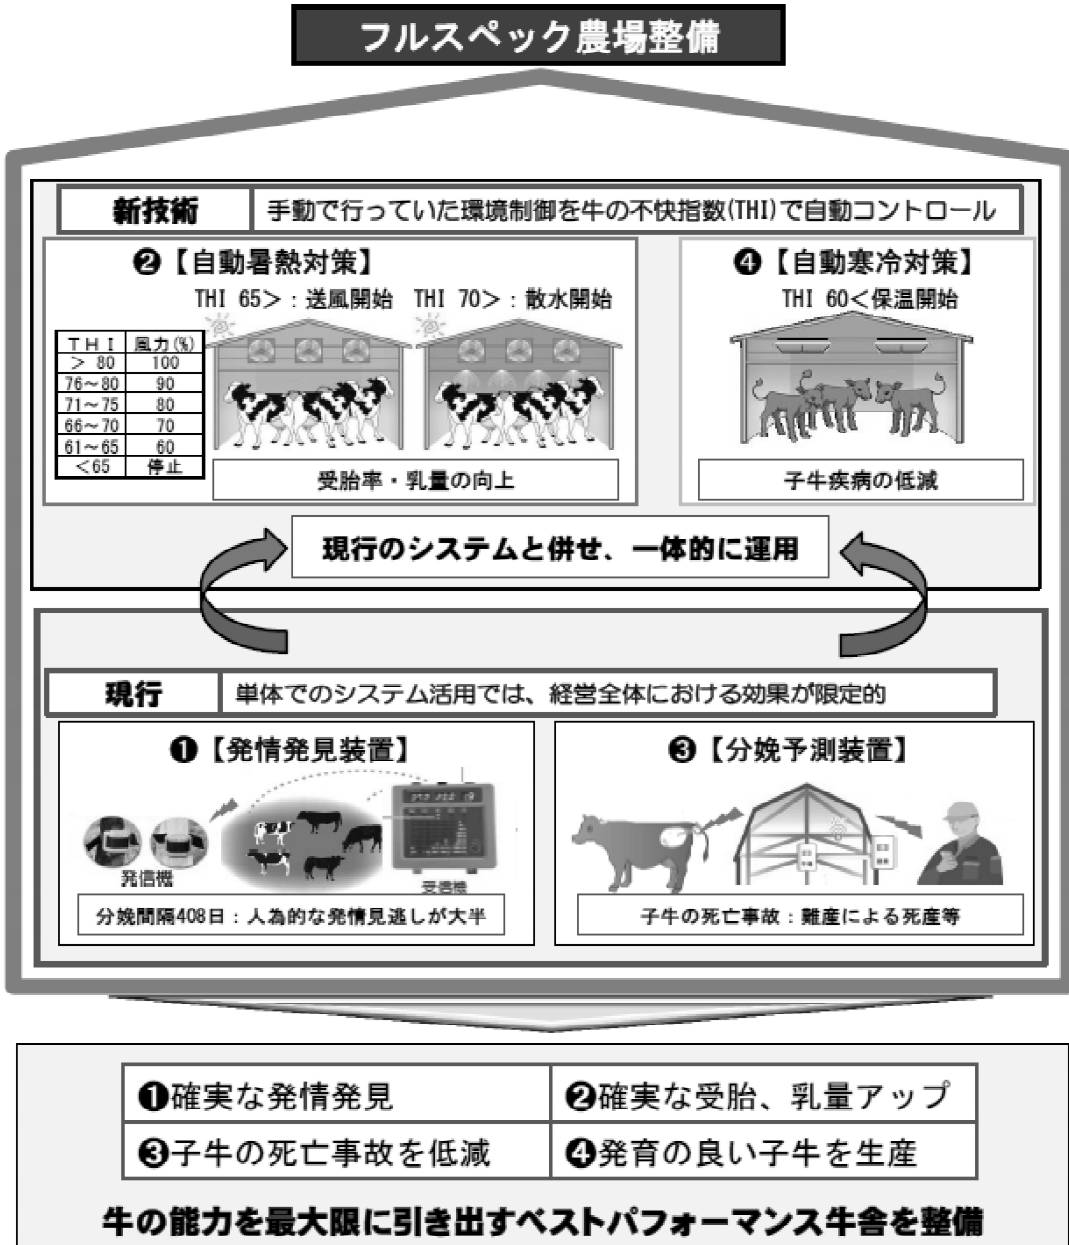 フルスペック農場整備
新技術
手動で行っていた環境制御を牛の不快指数(THI)で自動コントロール
❷【自動暑熱対策】
THI 65>：送風開始
THI 70>：散水開始
ＴＨＩ 風力(%)
> 80 100
76～80 90
71～75 80
66～70 70
61～65 60
<65 停止
受胎率・乳量の向上
❹【自動寒冷対策】
THI 60<保温開始
子牛疾病の低減
現行のシステムと併せ、一体的に運用
現行
単体でのシステム活用では、経営全体における効果が限定的
❶【発情発見装置】
発信機
受信機
分娩間隔408日：人為的な発情見逃しが大半
❸【分娩予測装置】
子牛の死亡事故：難産による死産等
❶確実な発情発見
❷確実な受胎、乳量アップ
❸子牛の死亡事故を低減
❹発育の良い子牛を生産
牛の能力を最大限に引き出すベストパフォーマンス牛舎を整備